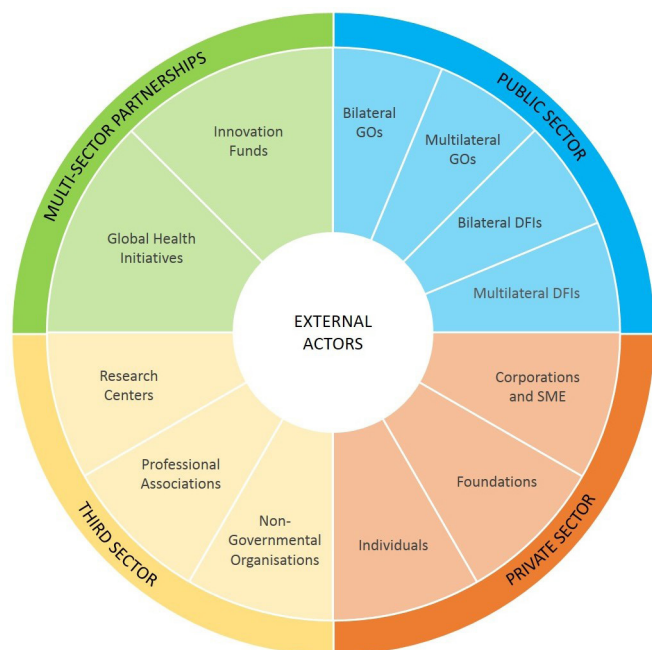 EXTERNAL
ACTORS
PUBLIC SECTOR
Bilateral
GOs
Multilateral
GOs
Bilateral DFIs
Multilateral DFIs
PRIVATE SECTOR
Corporations
and SME
Foundations
Individuals
THIRD SECTOR
Non-
Governmental
Organisations
Professional
Associations
Research
Centers
MULTI-SECTOR PARTNERSHIPS
Global Health
Initiatives
Innovation
Funds